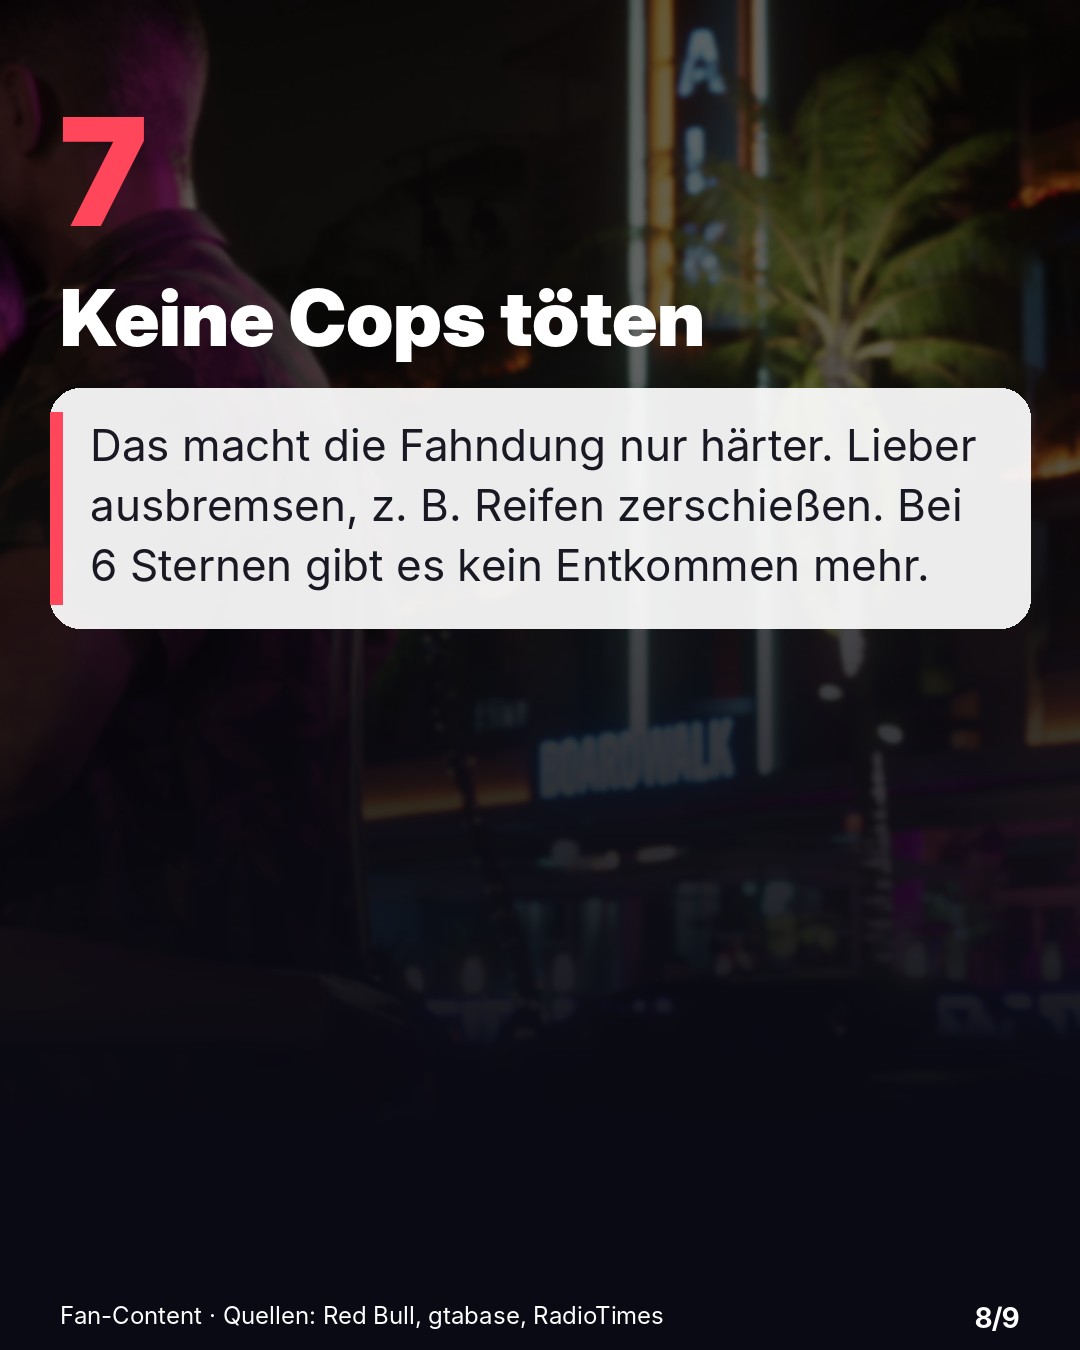 7
Keine Cops töten
Das macht die Fahndung nur härter. Lieber
ausbremsen, z. B. Reifen zerschießen. Bei
6 Sternen gibt es kein Entkommen mehr.
BOARDWALK
Fan-Content · Quellen: Red Bull, gtabase, RadioTimes
8/9